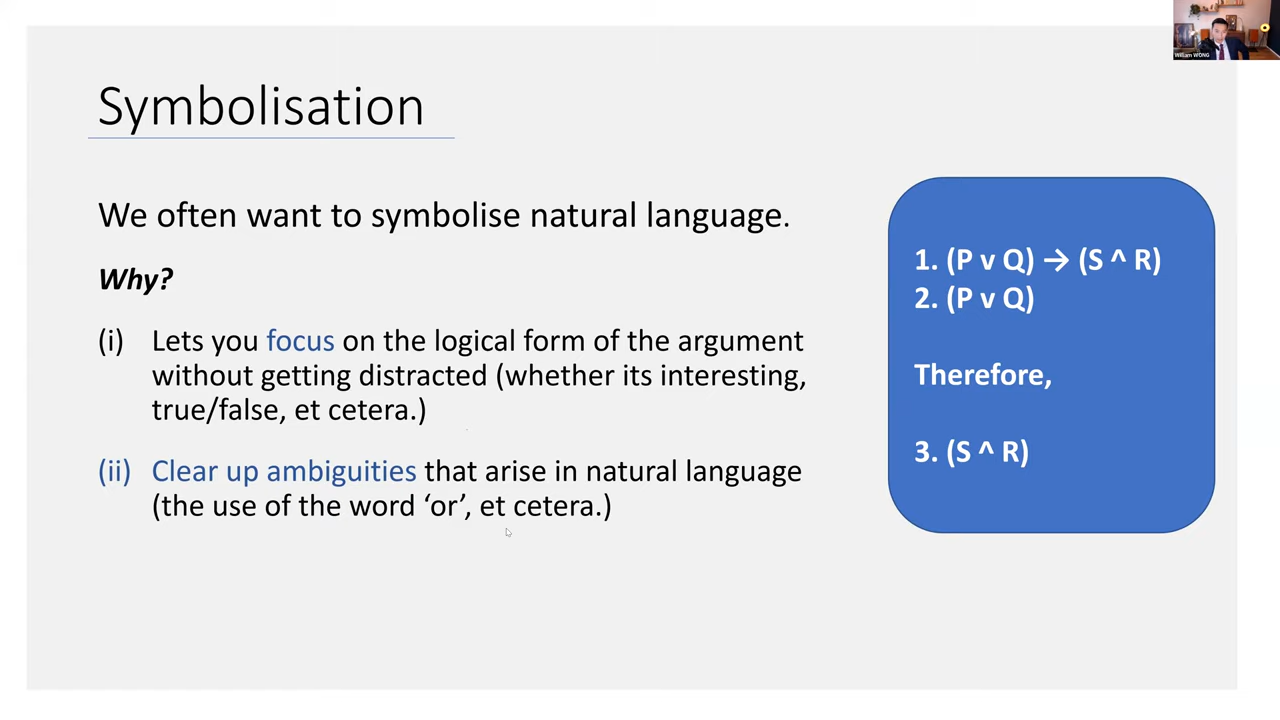 Symbolisation
We often want to symbolise natural language.
Why?
(i) Lets you focus on the logical form of the argument
without getting distracted (whether its interesting,
true/false, et cetera.)
(ii) Clear up ambiguities that arise in natural language
(the use of the word ‘or’, et cetera.)
1. (P v Q) → (S ^ R)
2. (P v Q)
Therefore,
3. (S ^ R)
William WONG